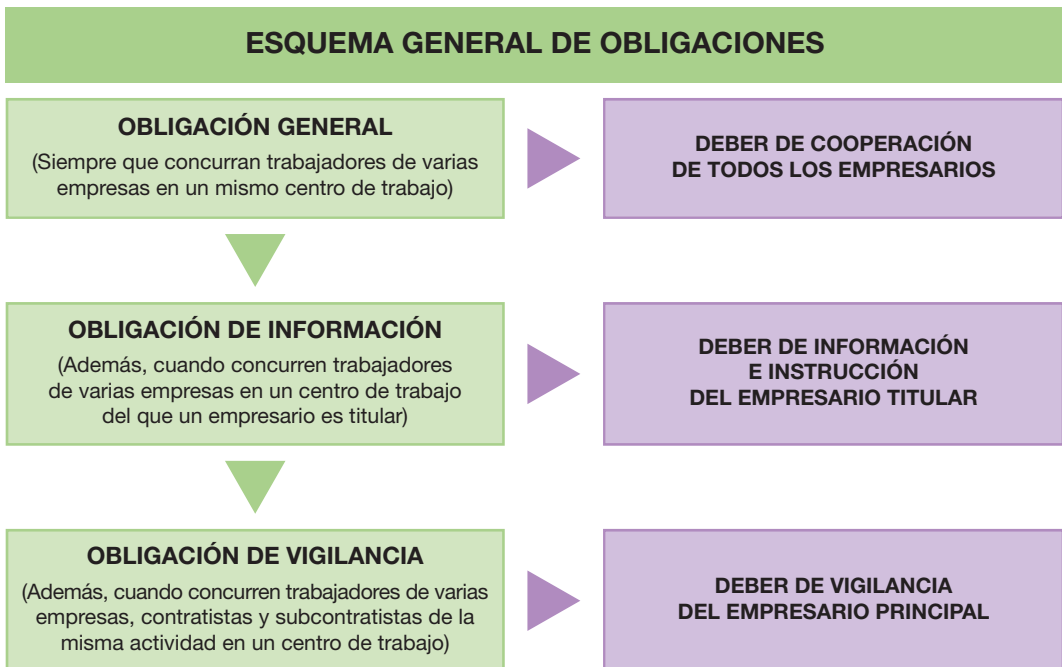 ESQUEMA GENERAL DE OBLIGACIONES
OBLIGACIÓN GENERAL
(Siempre que concurran trabajadores de varias
empresas en un mismo centro de trabajo)
DEBER DE COOPERACIÓN
DE TODOS LOS EMPRESARIOS
OBLIGACIÓN DE INFORMACIÓN
(Además, cuando concurren trabajadores
de varias empresas en un centro de trabajo
del que un empresario es titular)
DEBER DE INFORMACIÓN
E INSTRUCCIÓN
DEL EMPRESARIO TITULAR
OBLIGACIÓN DE VIGILANCIA
(Además, cuando concurren trabajadores de varias
empresas, contratistas y subcontratistas de la
misma actividad en un centro de trabajo)
DEBER DE VIGILANCIA
DEL EMPRESARIO PRINCIPAL